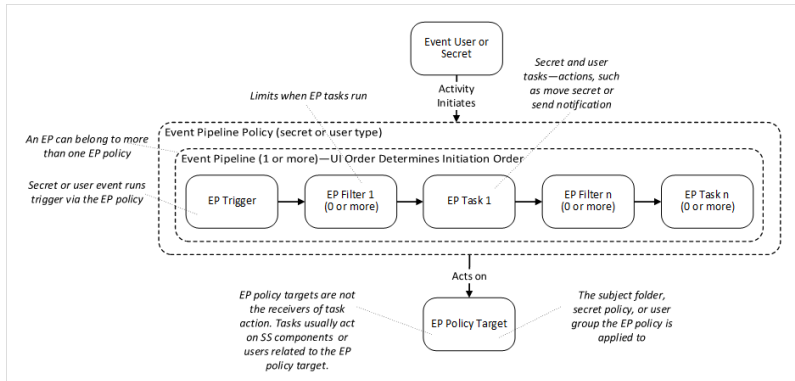 Event User or
Secret
Secret and user
tasks—actions, such
as move secret or
send notification
Limits when EP tasks run
Activity
Initiates
Event Pipeline Policy (secret or user type)
An EP can belong to more
than one EP policy
Event Pipeline (1 or more)—UI Order Determines Initiation Order
Secret or user event runs
trigger via the EP policy
EP Trigger
EP Filter 1
(0 or more)
EP Task 1
EP Filter n
(0 or more)
EP Task n
(0 or more)
Acts on
EP policy targets are not
the receivers of task
action. Tasks usually act
on SS components or
users related to the EP
policy target.
EP Policy Target
The subject folder,
secret policy, or user
group the EP policy is
applied to